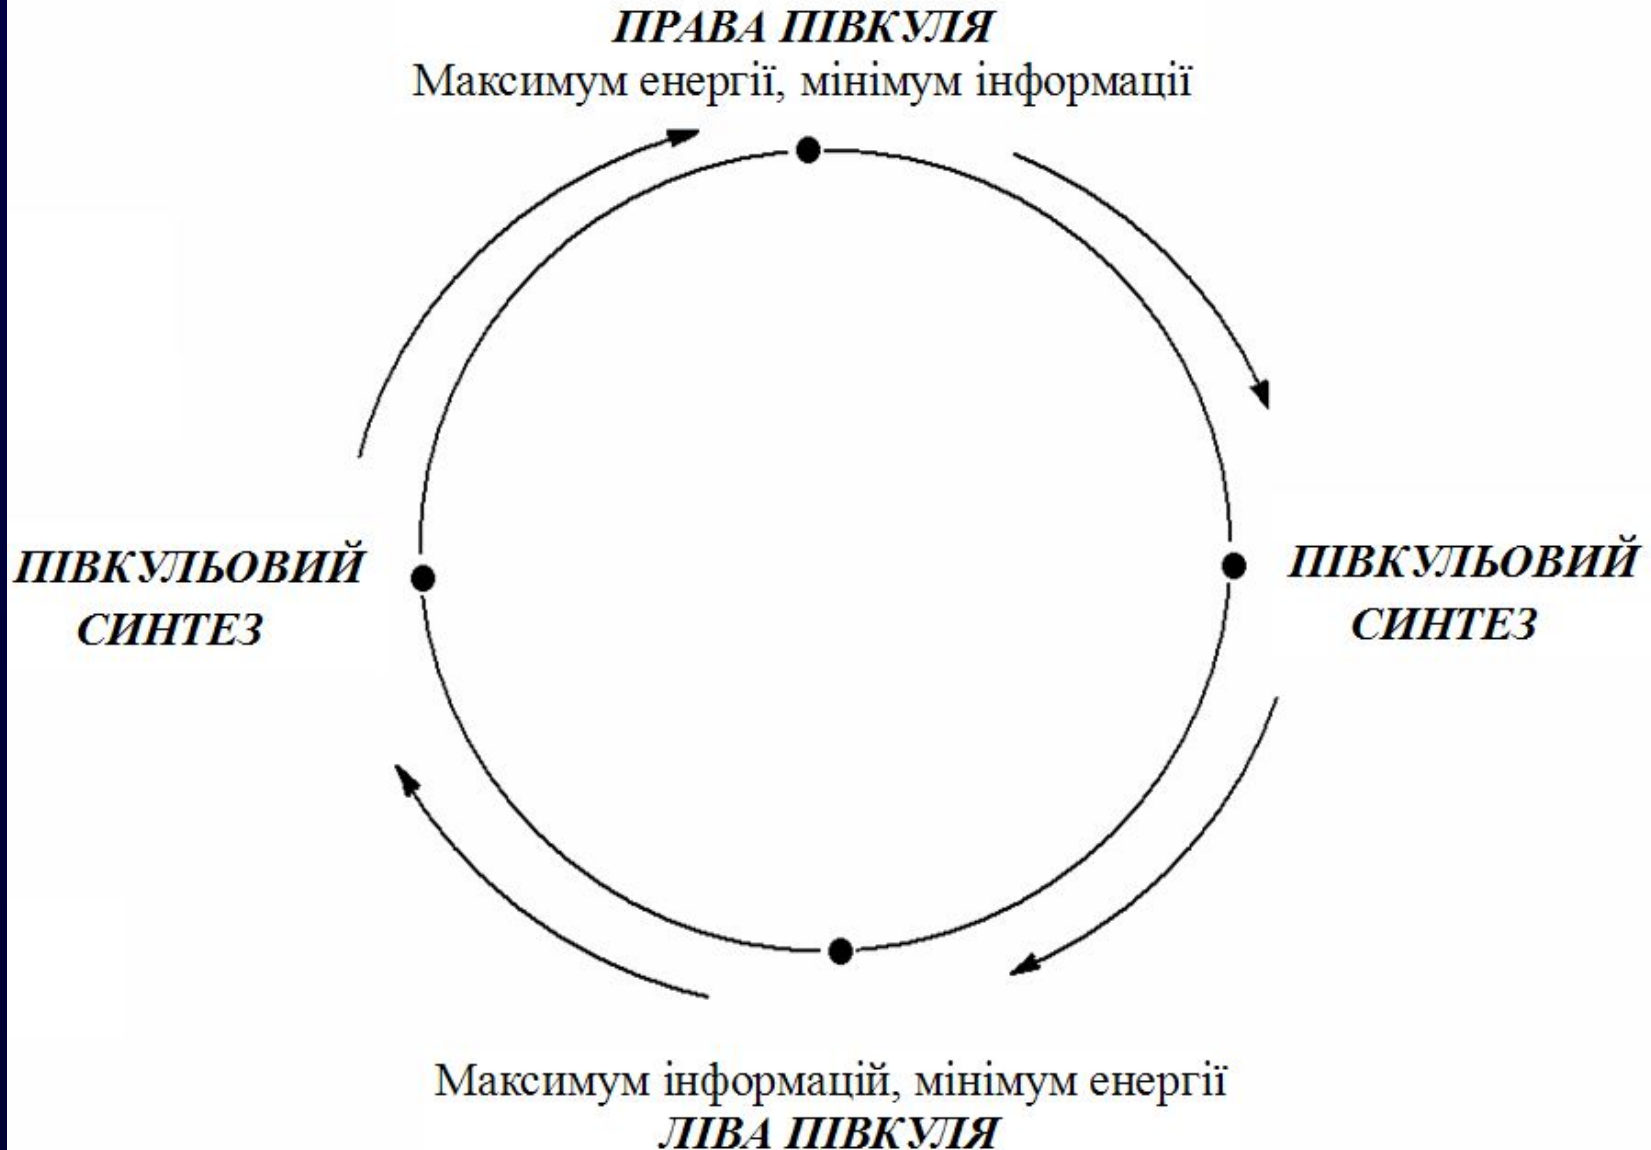 ПРАВА ПІВКУЛЯ
Максимум енергії, мінімум інформації
ПІВКУЛЬОВИЙ
СИНТЕЗ
ПІВКУЛЬОВИЙ
СИНТЕЗ
Максимум інформацій, мінімум енергії
ЛІВА ПІВКУЛЯ